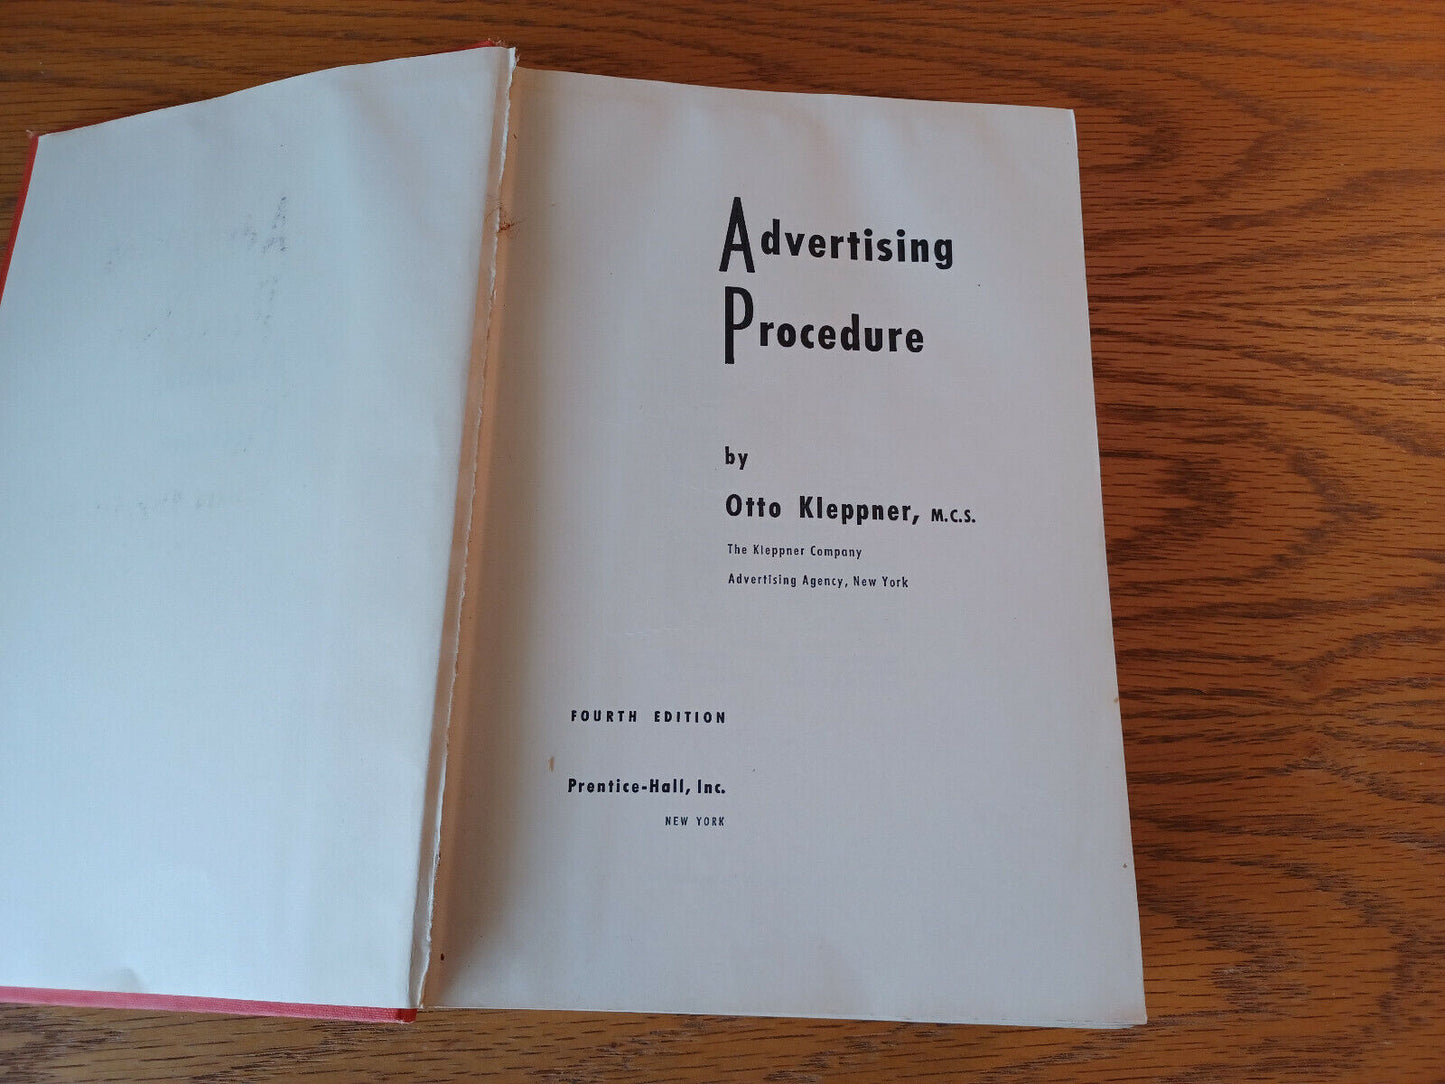 Advertising
Procedure
by
Otto Kleppner, M.C.S.
The Kleppner Company
Advertising Agency, New York
FOURTH EDITION
Prentice-Hall, Inc.
NEW YORK